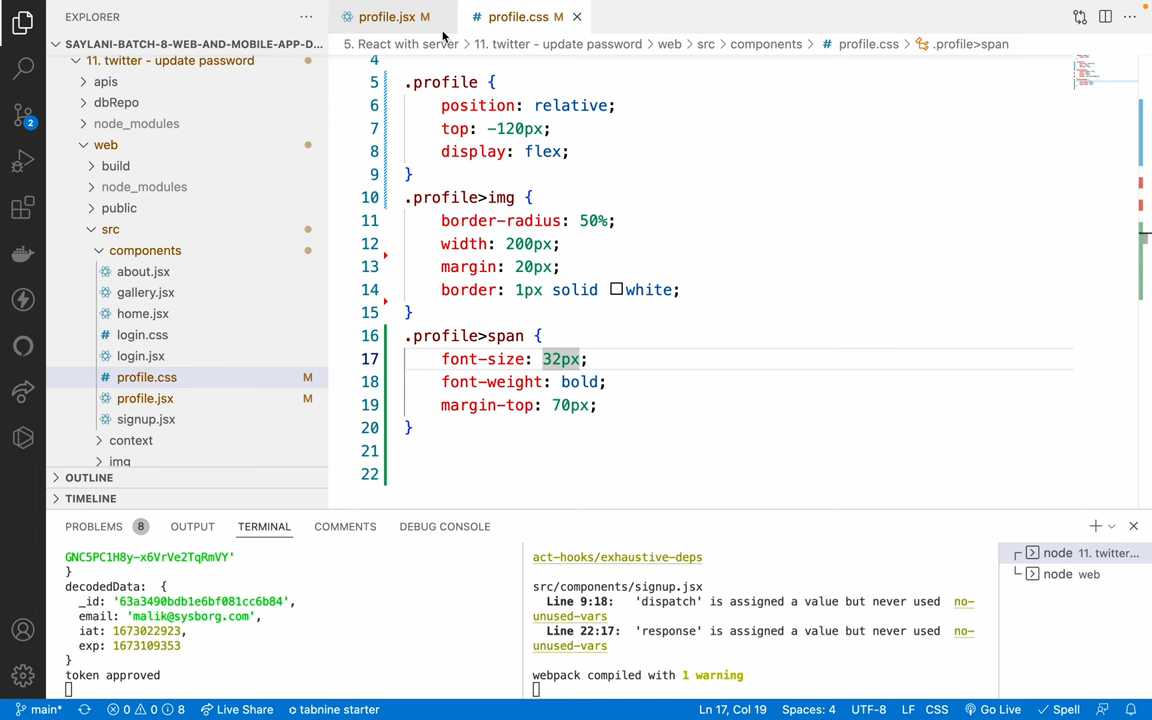 EXPLORER
SAYLANI-BATCH-8-WEB-AND-MOBILE-APP-D...
11. twitter - update password
apis
dbRepo
node_modules
web
build
node_modules
public
src
components
about.jsx
gallery.jsx
home.jsx
login.css
login.jsx
profile.css M
profile.jsx M
signup.jsx
context
img
OUTLINE
TIMELINE
2
profile.jsx M
# profile.css M
5. React with server > 11. twitter - update password > web > src > components > # profile.css > .profile>span
4
5 .profile {
6 position: relative;
7 top: -120px;
8 display: flex;
9 }
10 .profile>img {
11 border-radius: 50%;
12 width: 200px;
13 margin: 20px;
14 border: 1px solid white;
15 }
16 .profile>span {
17 font-size: 32px;
18 font-weight: bold;
19 margin-top: 70px;
20 }
21
22
PROBLEMS 8 OUTPUT TERMINAL COMMENTS DEBUG CONSOLE
GNC5PC1H8y-x6VrVe2TqRmVY'
}
decodedData: {
_id: '63a3490bdb1e6bf081cc6b84',
email: 'malik@sysborg.com',
iat: 1673022923,
exp: 1673109353
}
token approved
act-hooks/exhaustive-deps
src/components/signup.jsx
Line 9:18: 'dispatch' is assigned a value but never used no-
unused-vars
Line 22:17: 'response' is assigned a value but never used no-
unused-vars
webpack compiled with 1 warning
node 11. twitter...
node web
main* 0 0 8 Live Share tabnine starter Ln 17, Col 19 Spaces: 4 UTF-8 LF CSS Go Live Spell